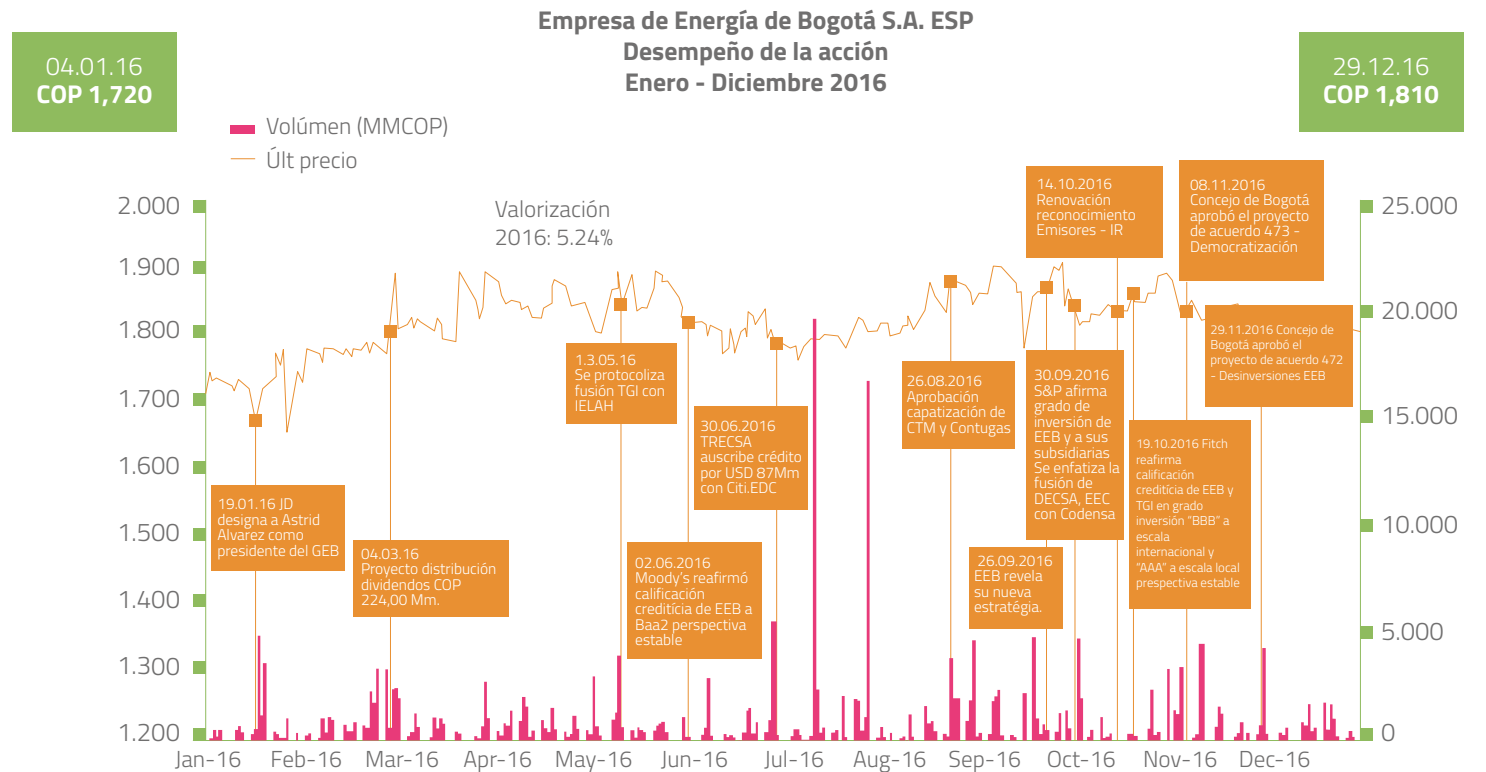 Empresa de Energía de Bogotá S.A. ESP
Desempeño de la acción
Enero - Diciembre 2016
04.01.16
COP 1,720
29.12.16
COP 1,810
Volúmen (MMCOP)
Últ precio
Valorización
2016: 5.24%
2.000
1.900
1.800
1.700
1.600
1.500
1.400
1.300
1.200
25.000
20.000
15.000
10.000
5.000
0
19.01.16 JD
designa a Astrid
Alvarez como
presidente del GEB
04.03.16
Proyecto distribución
dividendos COP
224,00 Mm.
1.3.05.16
Se protocoliza
fusión TGI con
IELAH
02.06.2016
Moody's reafirmó
calificación
creditícia de EEB a
Baa2 perspectiva
estable
30.06.2016
TRECSA
auscribe crédito
por USD 87Mm
con Citi.EDC
26.08.2016
Aprobación
capatización de
CTM y Contugas
26.09.2016
EEB revela
su nueva
estratégia.
30.09.2016
S&P afirma
grado de
inversión de
EEB y a sus
subsidiarias
Se enfatiza la
fusión de
DECSA, EEC
con Codensa
14.10.2016
Renovación
reconocimiento
Emisores - IR
19.10.2016 Fitch
reafirma
calificación
creditícia de EEB y
TGI en grado
inversión "BBB" a
escala
internacional y
"AAA" a escala local
prespectiva estable
08.11.2016
Concejo de Bogotá
aprobó el proyecto
de acuerdo 473 -
Democratización
29.11.2016 Concejo de
Bogotá aprobó el
proyecto de acuerdo 472
- Desinversiones EEB
Jan-16
Feb-16
Mar-16
Apr-16
May-16
Jun-16
Jul-16
Aug-16
Sep-16
Oct-16
Nov-16
Dec-16